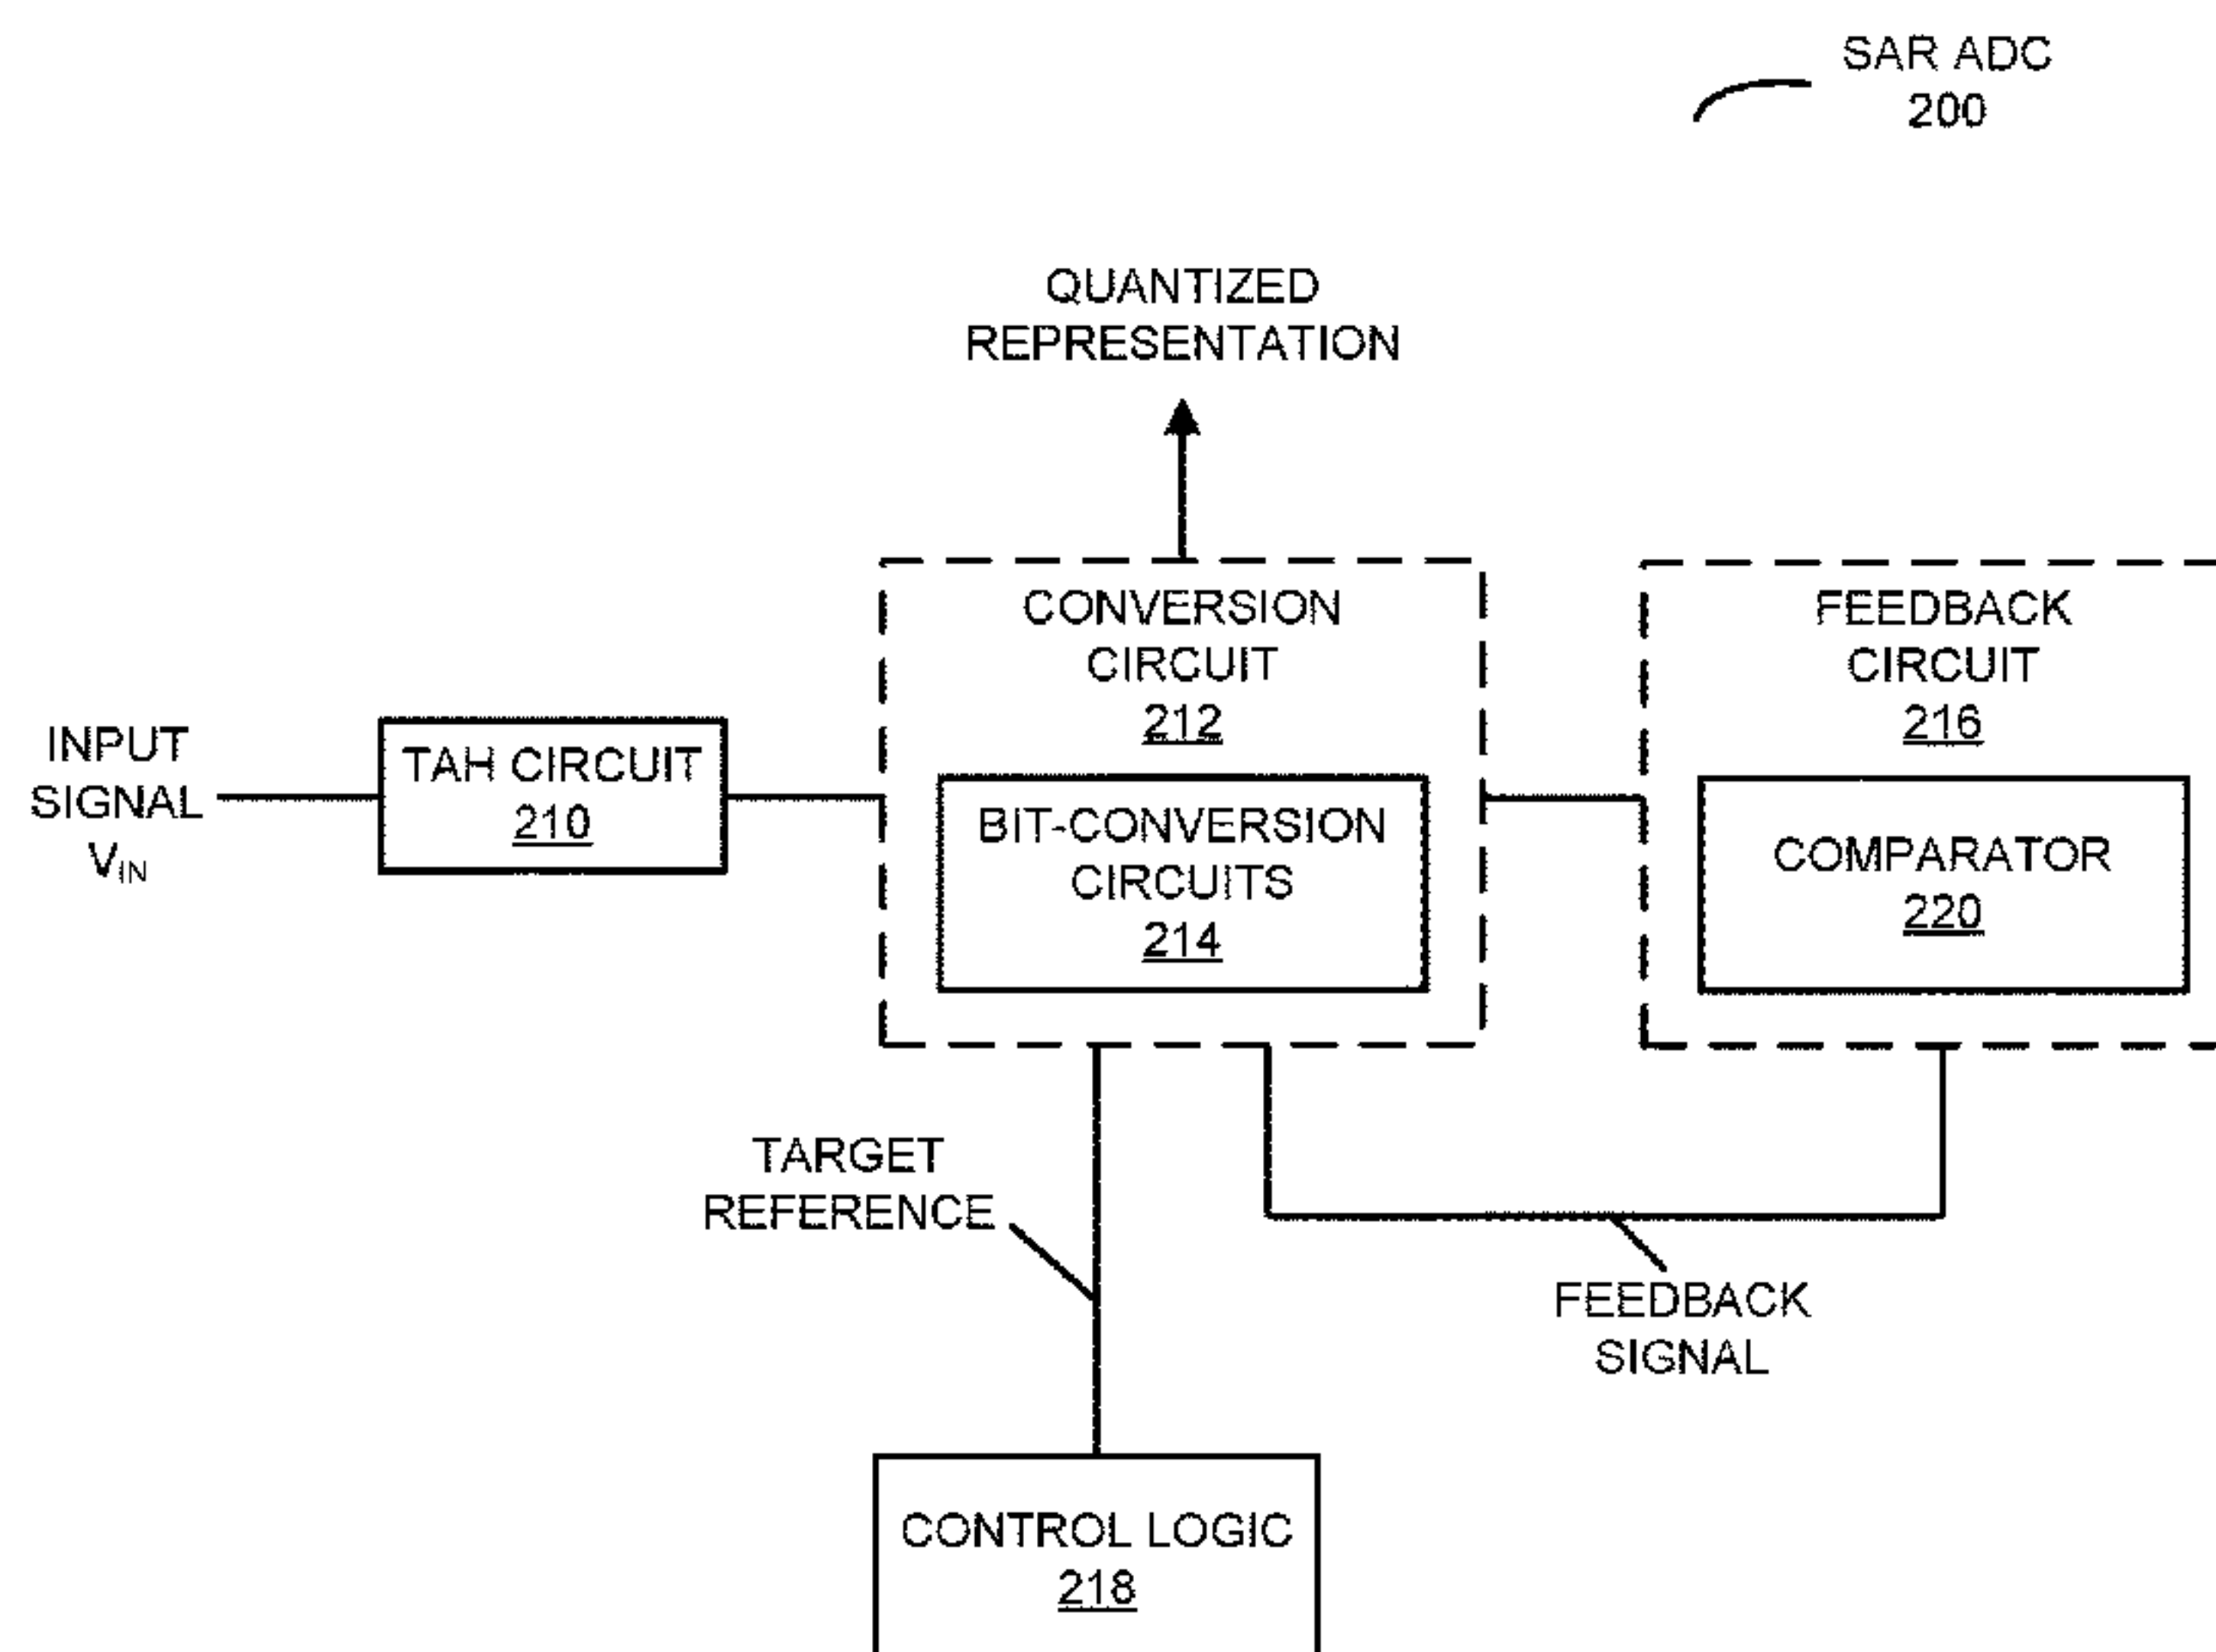 SAR ADC
200
QUANTIZED
REPRESENTATION
CONVERSION
CIRCUIT
212
FEEDBACK
CIRCUIT
216
INPUT
SIGNAL
VIN
TAH CIRCUIT
210
BIT-CONVERSION
CIRCUITS
214
COMPARATOR
220
TARGET
REFERENCE
FEEDBACK
SIGNAL
CONTROL LOGIC
218